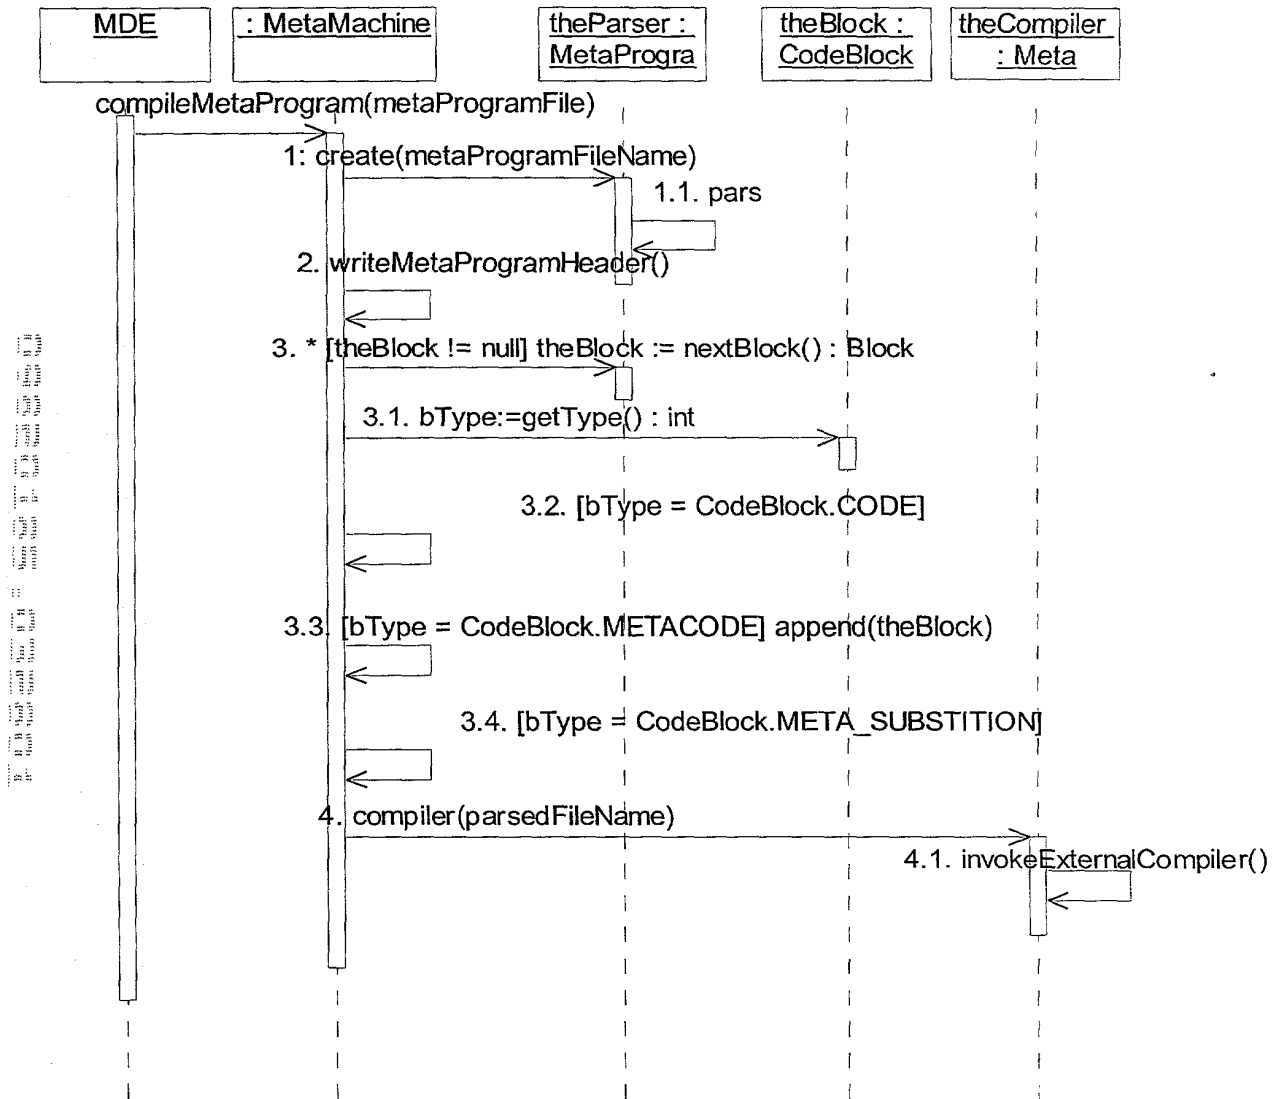 MDE
: MetaMachine
theParser :
MetaProgra
theBlock :
CodeBlock
theCompiler
: Meta
compileMetaProgram(metaProgramFile)
1: create(metaProgramFileName)
1.1. pars
2. writeMetaProgramHeader()
3. * [theBlock != null] theBlock := nextBlock() : Block
3.1. bType:=getType() : int
3.2. [bType = CodeBlock.CODE]
3.3. [bType = CodeBlock.METACODE] append(theBlock)
3.4. [bType = CodeBlock.META_SUBSTITION]
4. compiler(parsedFileName)
4.1. invokeExternalCompiler()